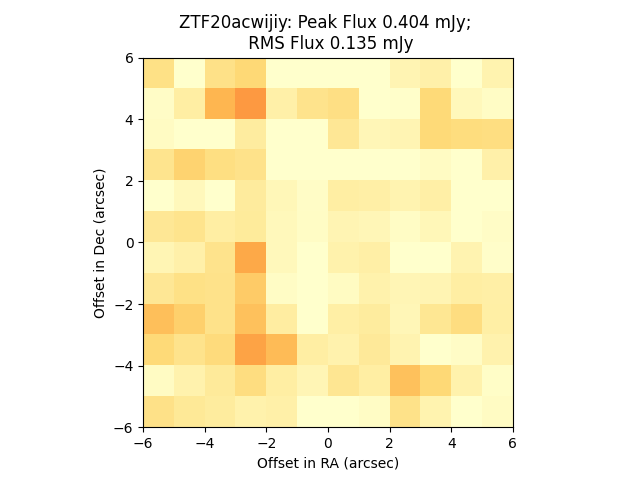 ZTF20acwijiy: Peak Flux 0.404 mJy;
RMS Flux 0.135 mJy
6
4
2
0
−2
−4
−6
Offset in Dec (arcsec)
−6 −4 −2 0 2 4 6
Offset in RA (arcsec)